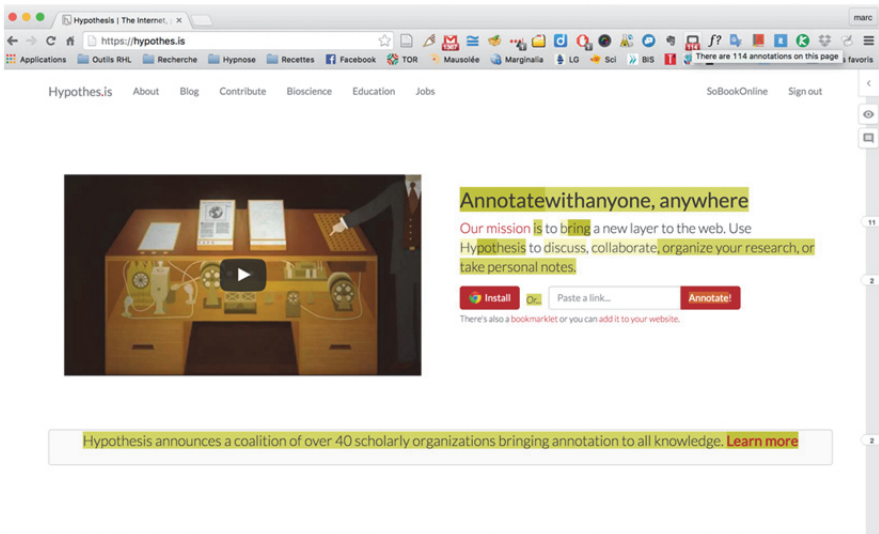 Hypothesis | The Internet, ×
marc
https://hypothes.is
1367
114
f?
Applications Outils RHL Recherche Hypnose Recettes Facebook TOR Mausolée Marginalia LG Sci BIS
There are 114 annotations on this page
s favoris
Hypothes.is About Blog Contribute Bioscience Education Jobs SoBookOnline Sign out
Annotatewithanyone, anywhere
11
Our mission is to bring a new layer to the web. Use
Hypothesis to discuss, collaborate, organize your research, or
take personal notes.
2
Install Or... Paste a link... Annotate!
There's also a bookmarklet or you can add it to your website.
Hypothesis announces a coalition of over 40 scholarly organizations bringing annotation to all knowledge. Learn more
2